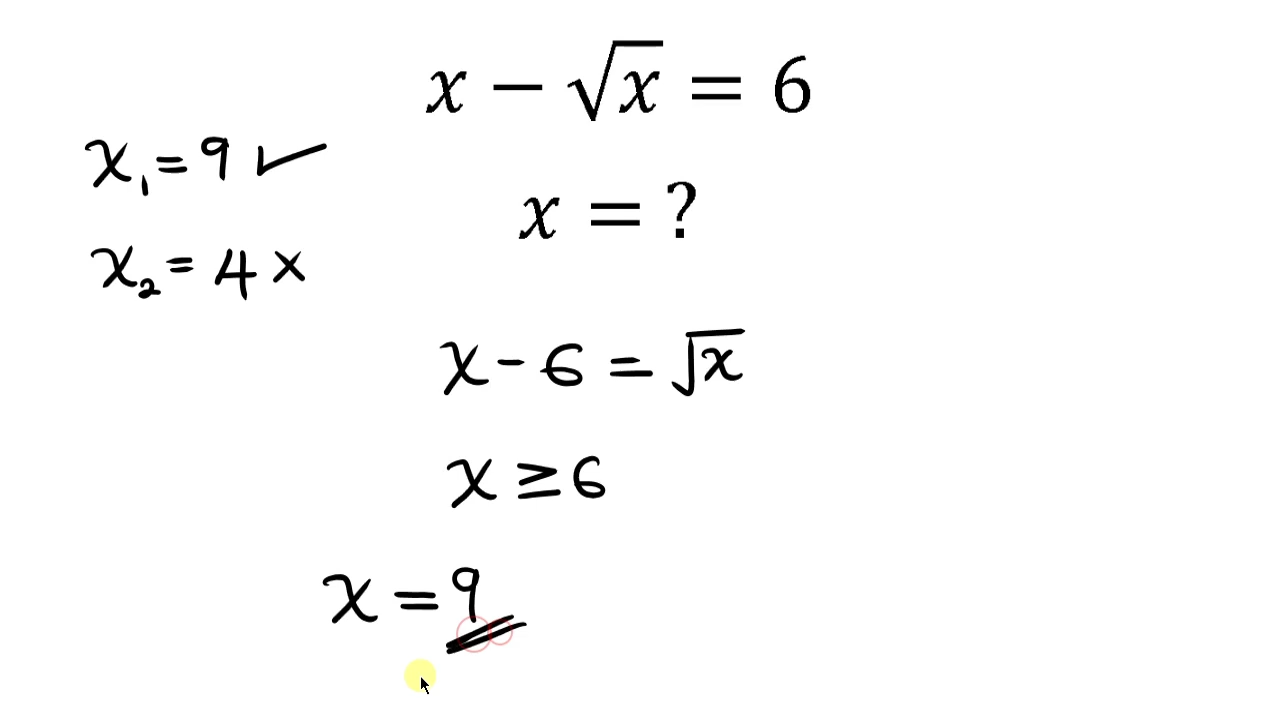 x − √x = 6
x₁ = 9 ✓
x = ?
x₂ = 4 ×
x - 6 = √x
x ≥ 6
x = 9